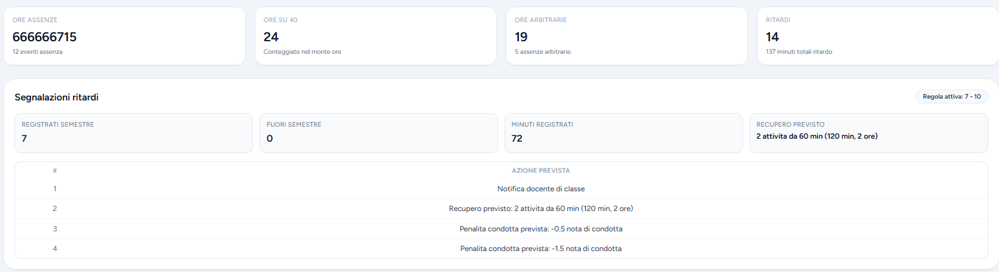 ORE ASSENZE
666666715
12 eventi assenza
ORE SU 40
24
Conteggiate nel monte ore
ORE ARBITRARIE
19
5 assenze arbitrarie
RITARDI
14
137 minuti totali ritardo
Segnalazioni ritardi
Regola attiva: 7 - 10
REGISTRATI SEMESTRE
7
FUORI SEMESTRE
0
MINUTI REGISTRATI
72
RECUPERO PREVISTO
2 attivita da 60 min (120 min, 2 ore)
# AZIONE PREVISTA
1 Notifica docente di classe
2 Recupero previsto: 2 attivita da 60 min (120 min, 2 ore)
3 Penalita condotta prevista: -0.5 nota di condotta
4 Penalita condotta prevista: -1.5 nota di condotta